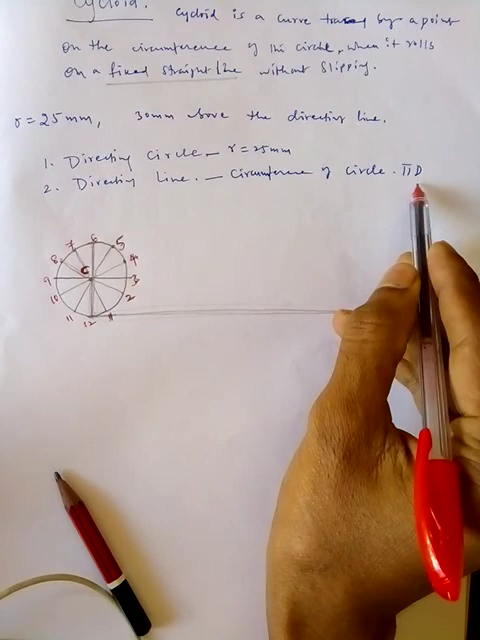 Cycloid. Cycloid is a curve traced by a point
on the circumference of the circle, when it rolls
on a fixed straight line without slipping.
r = 25mm, 30mm above the directing line.
1. Directing Circle - r = 25mm
2. Directing Line. - Circumference of circle. πD
6
7 5
8 4
C
9 3
10 2
11 1
12